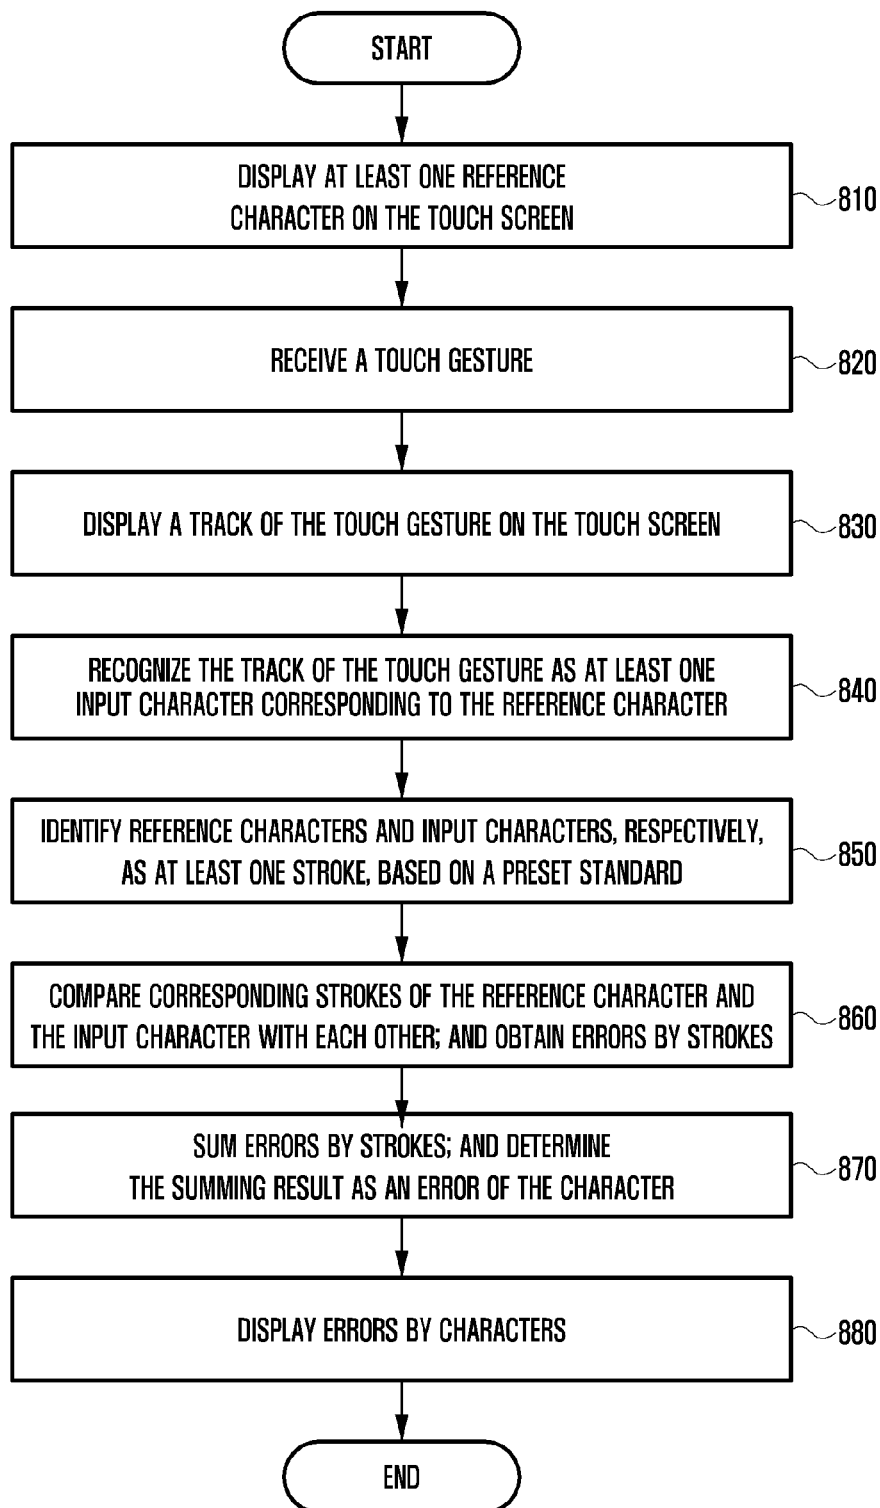 START
DISPLAY AT LEAST ONE REFERENCE
CHARACTER ON THE TOUCH SCREEN
810
RECEIVE A TOUCH GESTURE
820
DISPLAY A TRACK OF THE TOUCH GESTURE ON THE TOUCH SCREEN
830
RECOGNIZE THE TRACK OF THE TOUCH GESTURE AS AT LEAST ONE
INPUT CHARACTER CORRESPONDING TO THE REFERENCE CHARACTER
840
IDENTIFY REFERENCE CHARACTERS AND INPUT CHARACTERS, RESPECTIVELY,
AS AT LEAST ONE STROKE, BASED ON A PRESET STANDARD
850
COMPARE CORRESPONDING STROKES OF THE REFERENCE CHARACTER AND
THE INPUT CHARACTER WITH EACH OTHER; AND OBTAIN ERRORS BY STROKES
860
SUM ERRORS BY STROKES; AND DETERMINE
THE SUMMING RESULT AS AN ERROR OF THE CHARACTER
870
DISPLAY ERRORS BY CHARACTERS
880
END